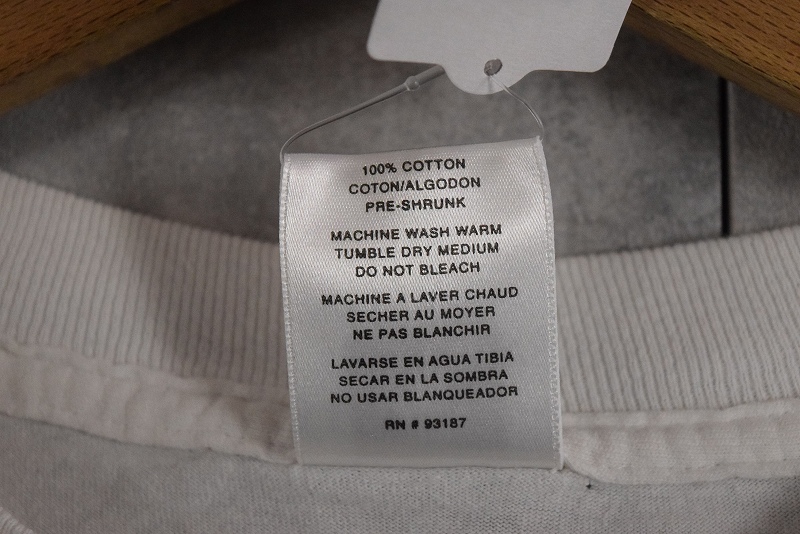 100% COTTON
COTON/ALGODON
PRE-SHRUNK
MACHINE WASH WARM
TUMBLE DRY MEDIUM
DO NOT BLEACH
MACHINE A LAVER CHAUD
SECHER AU MOYER
NE PAS BLANCHIR
LAVARSE EN AGUA TIBIA
SECAR EN LA SOMBRA
NO USAR BLANQUEADOR
RN # 93187